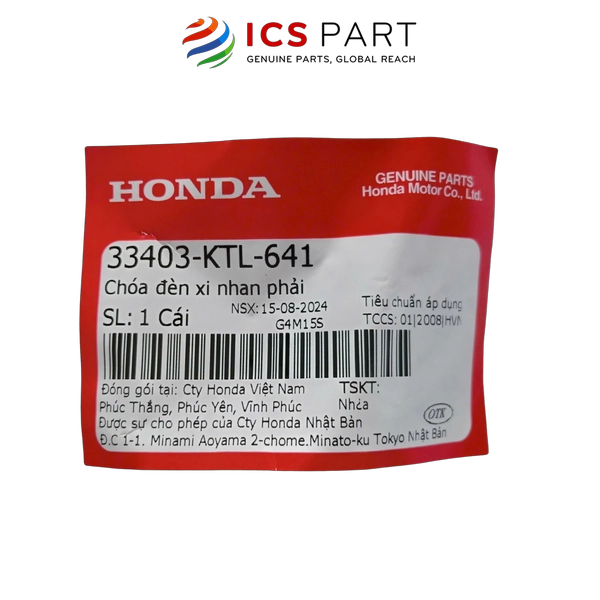 ICS PART
GENUINE PARTS, GLOBAL REACH
HONDA
GENUINE PARTS
Honda Motor Co., Ltd.
33403-KTL-641
Chóa đèn xi nhan phải
SL: 1 Cái
NSX: 15-08-2024
G4M15S
Tiêu chuẩn áp dụng
TCCS: 01|2008|HVN
Đóng gói tại: Cty Honda Việt Nam
Phúc Thắng, Phúc Yên, Vĩnh Phúc
Được sự cho phép của Cty Honda Nhật Bản
Đ.C 1-1. Minami Aoyama 2-chome.Minato-ku Tokyo Nhật Bản
TSKT:
Nhựa
OTK